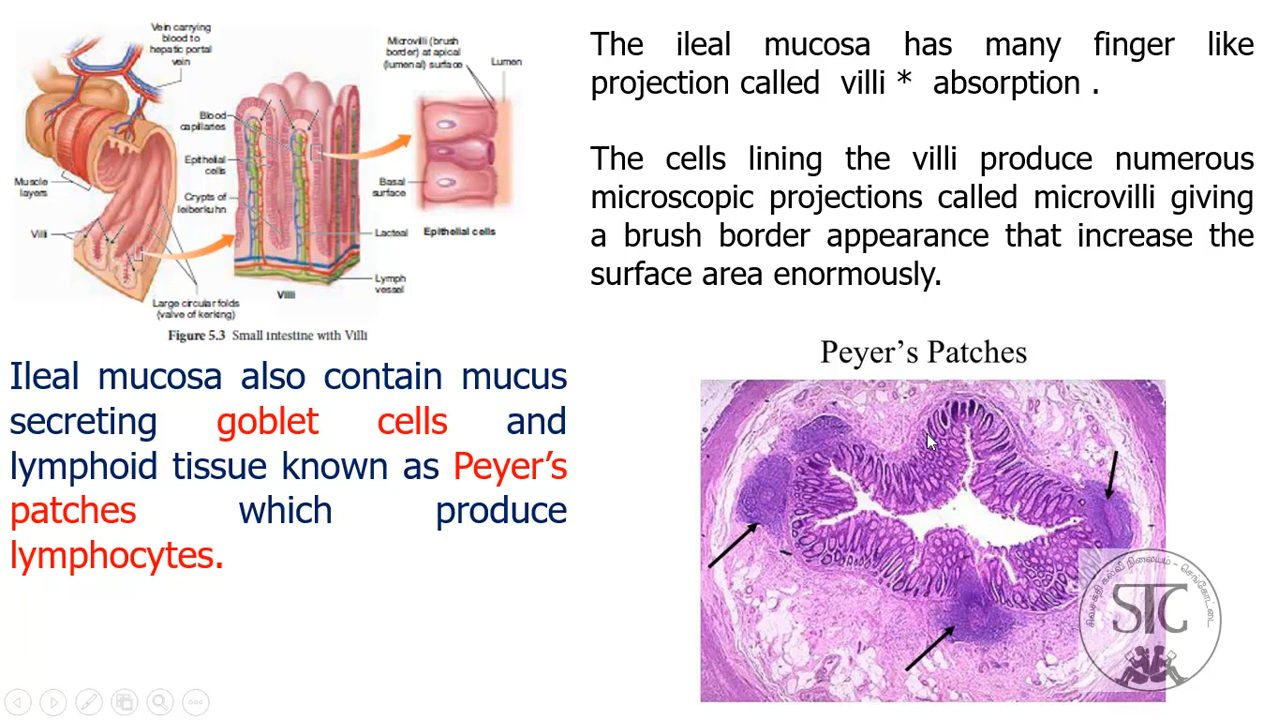 Vein carrying
blood to
hepatic portal
vein
Microvilli (brush
border) at apical
(lumenal) surface
Lumen
Blood
capillaries
Epithelial
cells
Crypts of
leiberkuhn
Muscle
layers
Villi
Basal
surface
Lacteal
Epithelial cells
Lymph
vessel
Villi
Large circular folds
(valve of kerking)
Figure 5.3 Small intestine with Villi
The ileal mucosa has many finger like
projection called villi * absorption .
The cells lining the villi produce numerous
microscopic projections called microvilli giving
a brush border appearance that increase the
surface area enormously.
Ileal mucosa also contain mucus
secreting goblet cells and
lymphoid tissue known as Peyer's
patches which produce
lymphocytes.
Peyer's Patches
STC